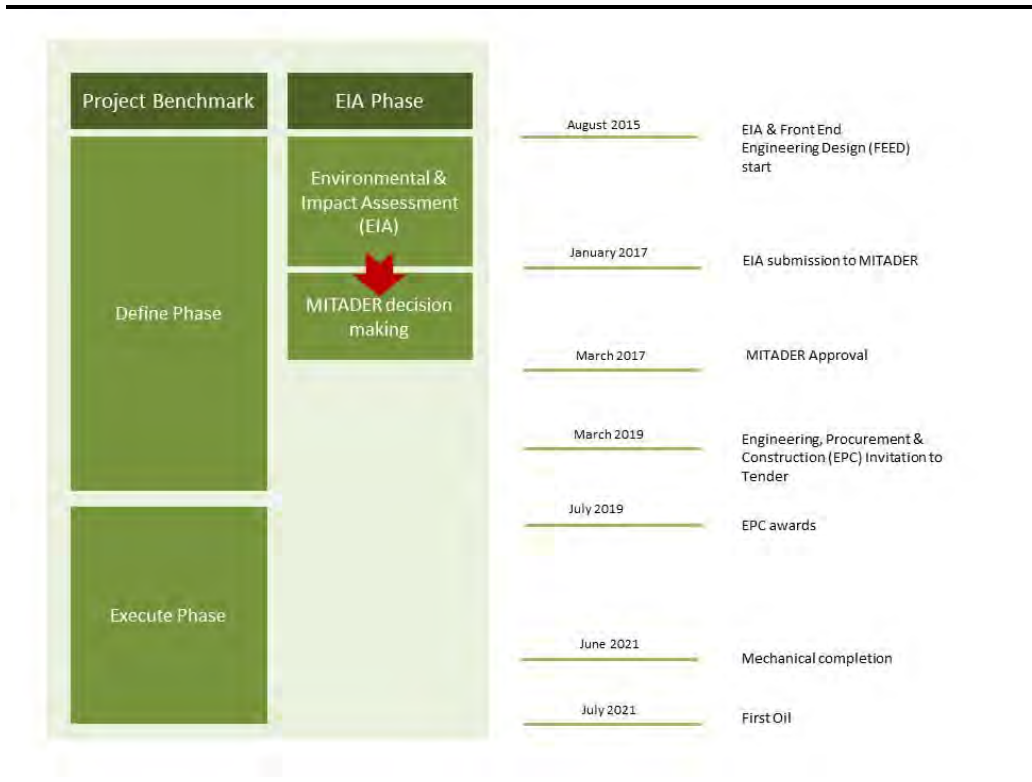 Project Benchmark
EIA Phase
Environmental &
Impact Assessment
(EIA)
MITADER decision
making
Define Phase
Execute Phase
August 2015
EIA & Front End
Engineering Design (FEED)
start
January 2017
EIA submission to MITADER
March 2017
MITADER Approval
March 2019
Engineering, Procurement &
Construction (EPC) Invitation to
Tender
July 2019
EPC awards
June 2021
Mechanical completion
July 2021
First Oil